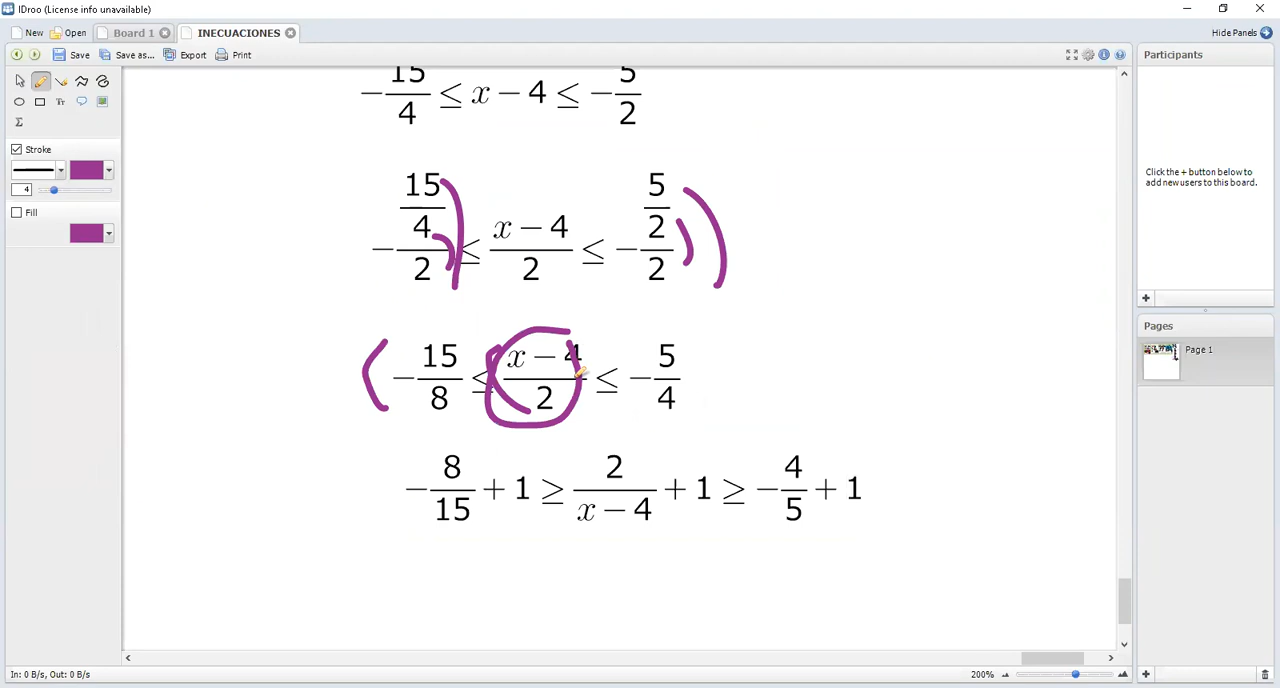 IDroo (License info unavailable)
New Open Board 1 INECUACIONES Hide Panels
Save Save as... Export Print
Participants
Click the + button below to
add new users to this board.
Tr
Σ
Stroke
4
Fill
−15/4 ≤ x − 4 ≤ −5/2
−(15/4)/2 ≤ (x − 4)/2 ≤ −(5/2)/2
−15/8 ≤ (x − 4)/2 ≤ −5/4
−8/15 + 1 ≥ 2/(x − 4) + 1 ≥ −4/5 + 1
Pages
Page 1
In: 0 B/s, Out: 0 B/s
200%